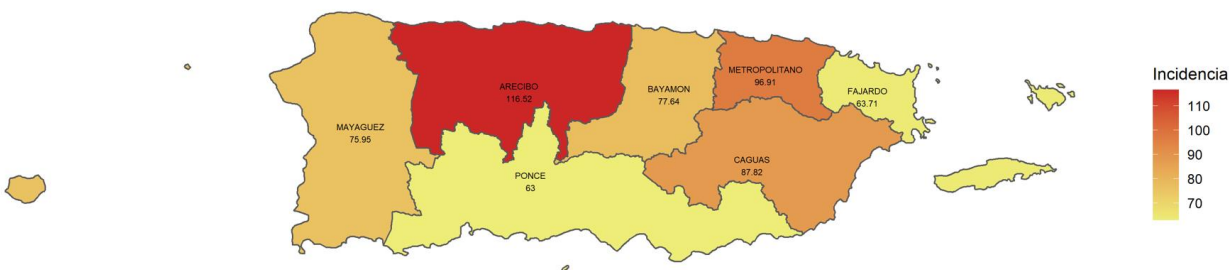 METROPOLITANO
96.91
Incidencia
ARECIBO
116.52
BAYAMON
77.64
FAJARDO
63.71
MAYAGUEZ
75.95
CAGUAS
87.82
PONCE
63
110
100
90
80
70